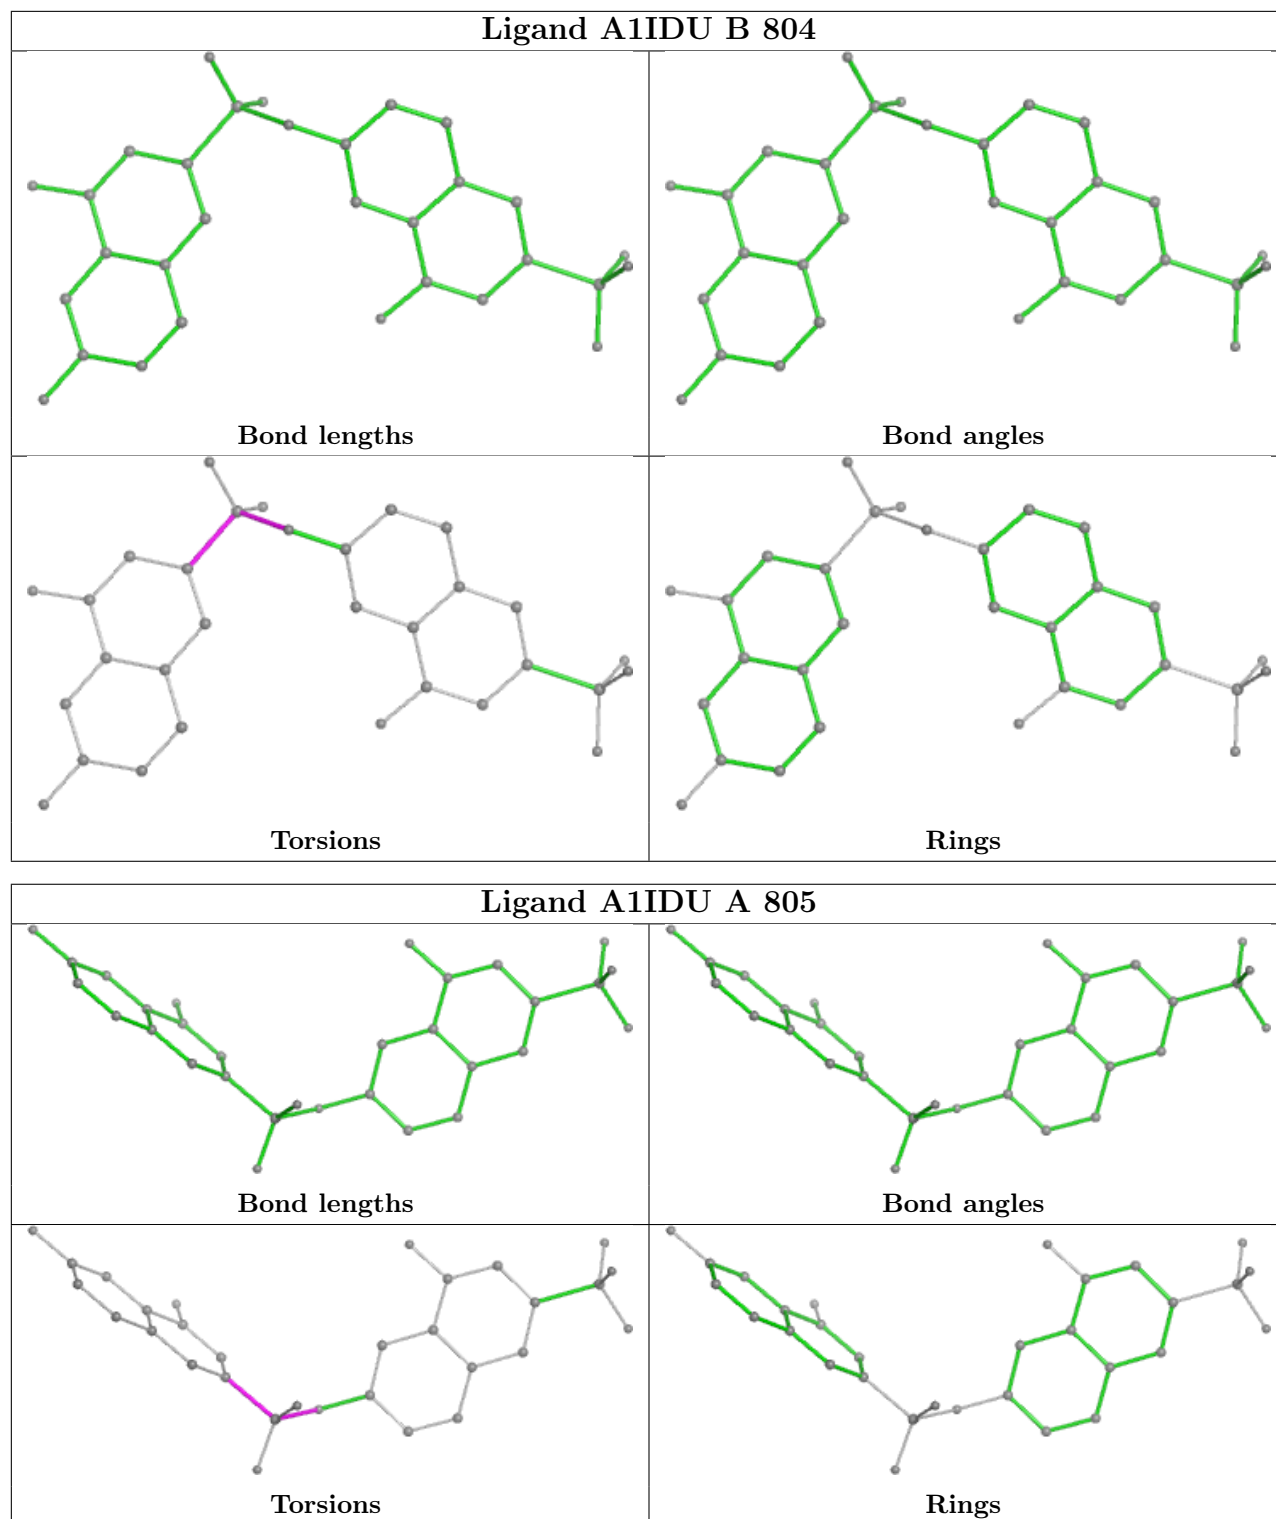 Ligand A1IDU B 804
Bond lengths
Bond angles
Torsions
Rings
Ligand A1IDU A 805
Bond lengths
Bond angles
Torsions
Rings